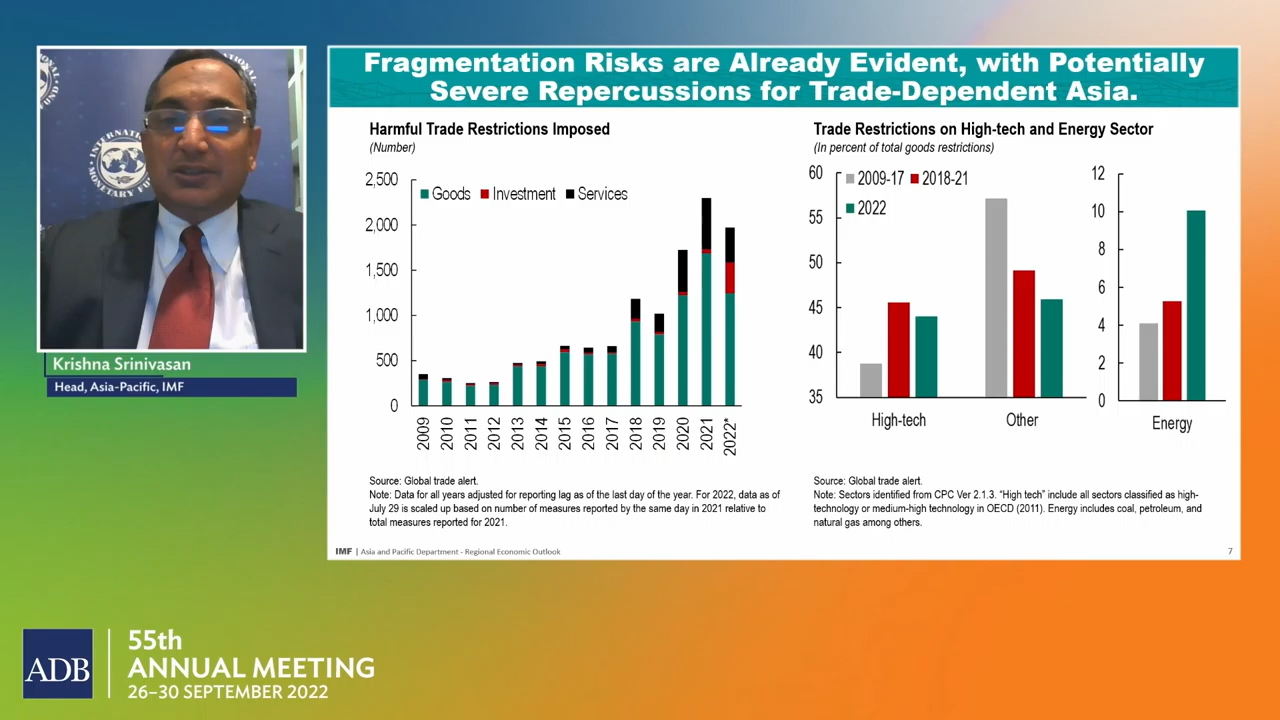 Fragmentation Risks are Already Evident, with Potentially
Severe Repercussions for Trade-Dependent Asia.
INTERNATIONAL
MONETARY FUND
Krishna Srinivasan
Head, Asia-Pacific, IMF
Harmful Trade Restrictions Imposed
(Number)
2,500
2,000
1,500
1,000
500
0
Goods Investment Services
2009 2010 2011 2012 2013 2014 2015 2016 2017 2018 2019 2020 2021 2022*
Source: Global trade alert.
Note: Data for all years adjusted for reporting lag as of the last day of the year. For 2022, data as of
July 29 is scaled up based on number of measures reported by the same day in 2021 relative to
total measures reported for 2021.
Trade Restrictions on High-tech and Energy Sector
(In percent of total goods restrictions)
60
55
50
45
40
35
2009-17 2018-21
2022
High-tech Other
12
10
8
6
4
2
0
Energy
Source: Global trade alert.
Note: Sectors identified from CPC Ver 2.1.3. “High tech” include all sectors classified as high-
technology or medium-high technology in OECD (2011). Energy includes coal, petroleum, and
natural gas among others.
IMF | Asia and Pacific Department - Regional Economic Outlook
7
ADB
55th
ANNUAL MEETING
26–30 SEPTEMBER 2022